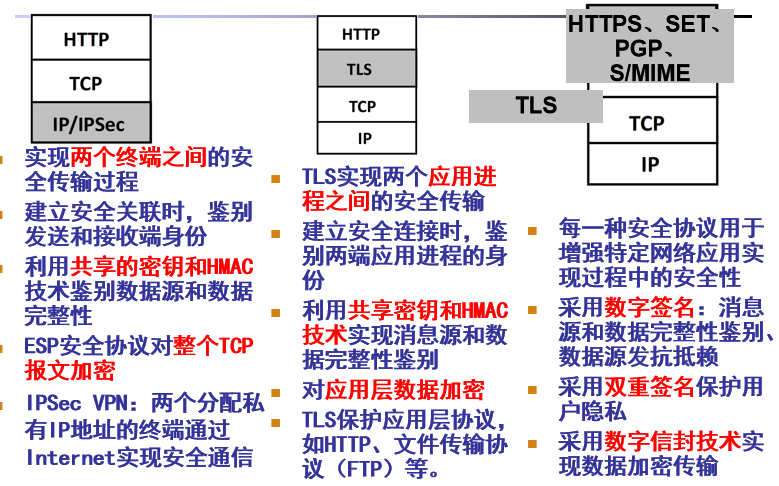 HTTP
TCP
IP/IPSec
实现两个终端之间的安
全传输过程
建立安全关联时，鉴别
发送和接收端身份
利用共享的密钥和HMAC
技术鉴别数据源和数据
完整性
ESP安全协议对整个TCP
报文加密
IPSec VPN：两个分配私
有IP地址的终端通过
Internet实现安全通信
HTTP
TLS
TCP
IP
TLS实现两个应用进
程之间的安全传输
建立安全连接时，鉴
别两端应用进程的身
份
利用共享密钥和HMAC
技术实现消息源和数
据完整性鉴别
对应用层数据加密
TLS保护应用层协议，
如HTTP、文件传输协
议（FTP）等。
HTTPS、SET、
PGP、
S/MIME
TLS
TCP
IP
每一种安全协议用于
增强特定网络应用实
现过程中的安全性
采用数字签名：消息
源和数据完整性鉴别、
数据源发抗抵赖
采用双重签名保护用
户隐私
采用数字信封技术实
现数据加密传输